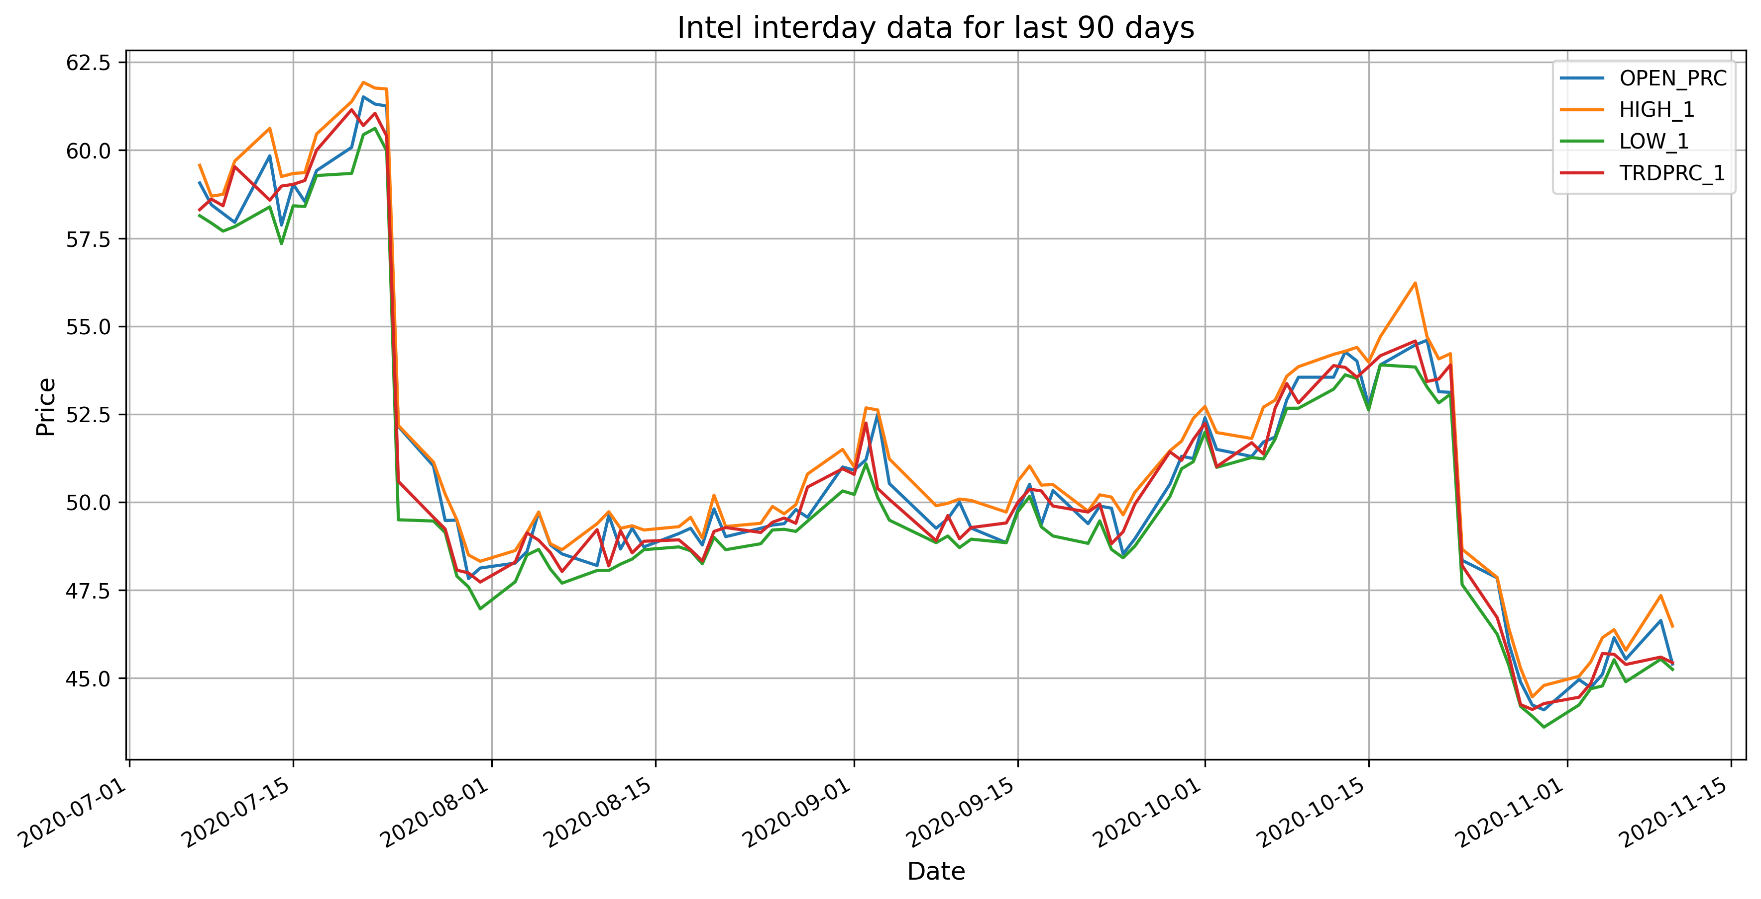 Intel interday data for last 90 days
62.5
60.0
57.5
55.0
52.5
50.0
47.5
45.0
Price
OPEN_PRC
HIGH_1
LOW_1
TRDPRC_1
2020-07-01
2020-07-15
2020-08-01
2020-08-15
2020-09-01
2020-09-15
2020-10-01
2020-10-15
2020-11-01
2020-11-15
Date